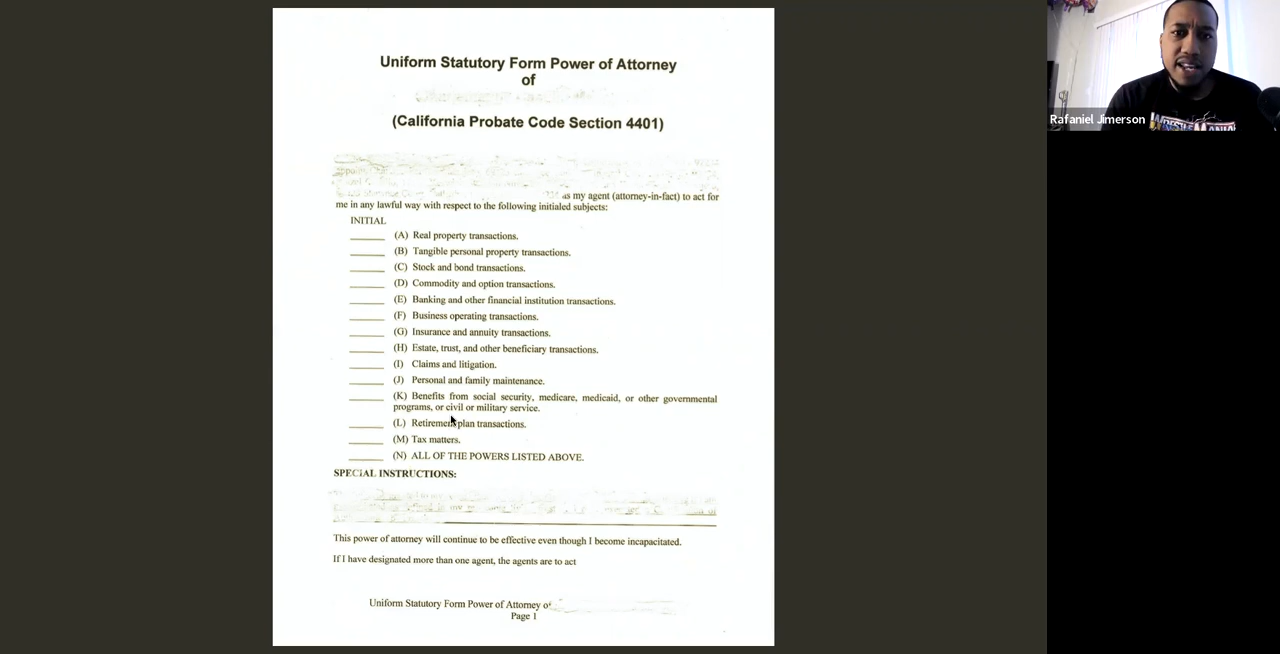 Uniform Statutory Form Power of Attorney
of
(California Probate Code Section 4401)
as my agent (attorney-in-fact) to act for
me in any lawful way with respect to the following initialed subjects:
INITIAL
(A) Real property transactions.
(B) Tangible personal property transactions.
(C) Stock and bond transactions.
(D) Commodity and option transactions.
(E) Banking and other financial institution transactions.
(F) Business operating transactions.
(G) Insurance and annuity transactions.
(H) Estate, trust, and other beneficiary transactions.
(I) Claims and litigation.
(J) Personal and family maintenance.
(K) Benefits from social security, medicare, medicaid, or other governmental
programs, or civil or military service.
(L) Retirement plan transactions.
(M) Tax matters.
(N) ALL OF THE POWERS LISTED ABOVE.
SPECIAL INSTRUCTIONS:
This power of attorney will continue to be effective even though I become incapacitated.
If I have designated more than one agent, the agents are to act
Uniform Statutory Form Power of Attorney of
Page 1
Rafaniel Jimerson
WRESTLEMANIA